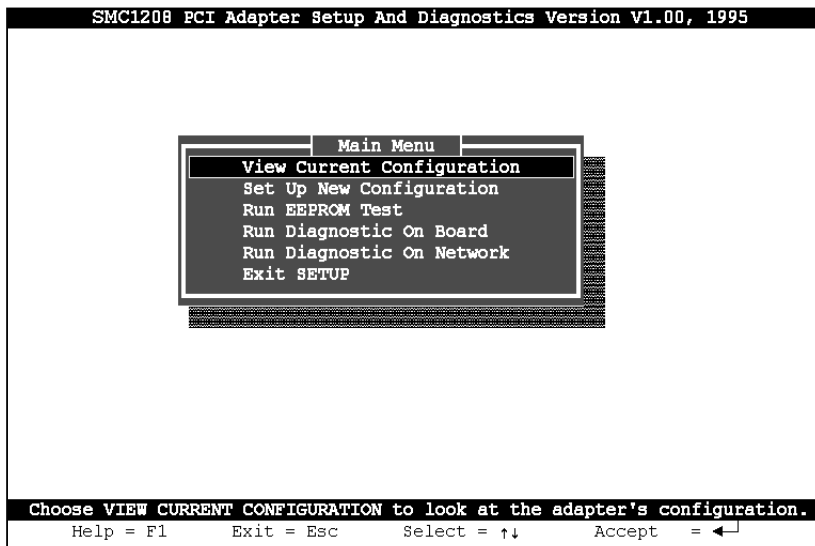 SMC1208 PCI Adapter Setup And Diagnostics Version V1.00, 1995
Main Menu
View Current Configuration
Set Up New Configuration
Run EEPROM Test
Run Diagnostic On Board
Run Diagnostic On Network
Exit SETUP
Choose VIEW CURRENT CONFIGURATION to look at the adapter's configuration.
Help = F1 Exit = Esc Select = ↑↓ Accept = ↵